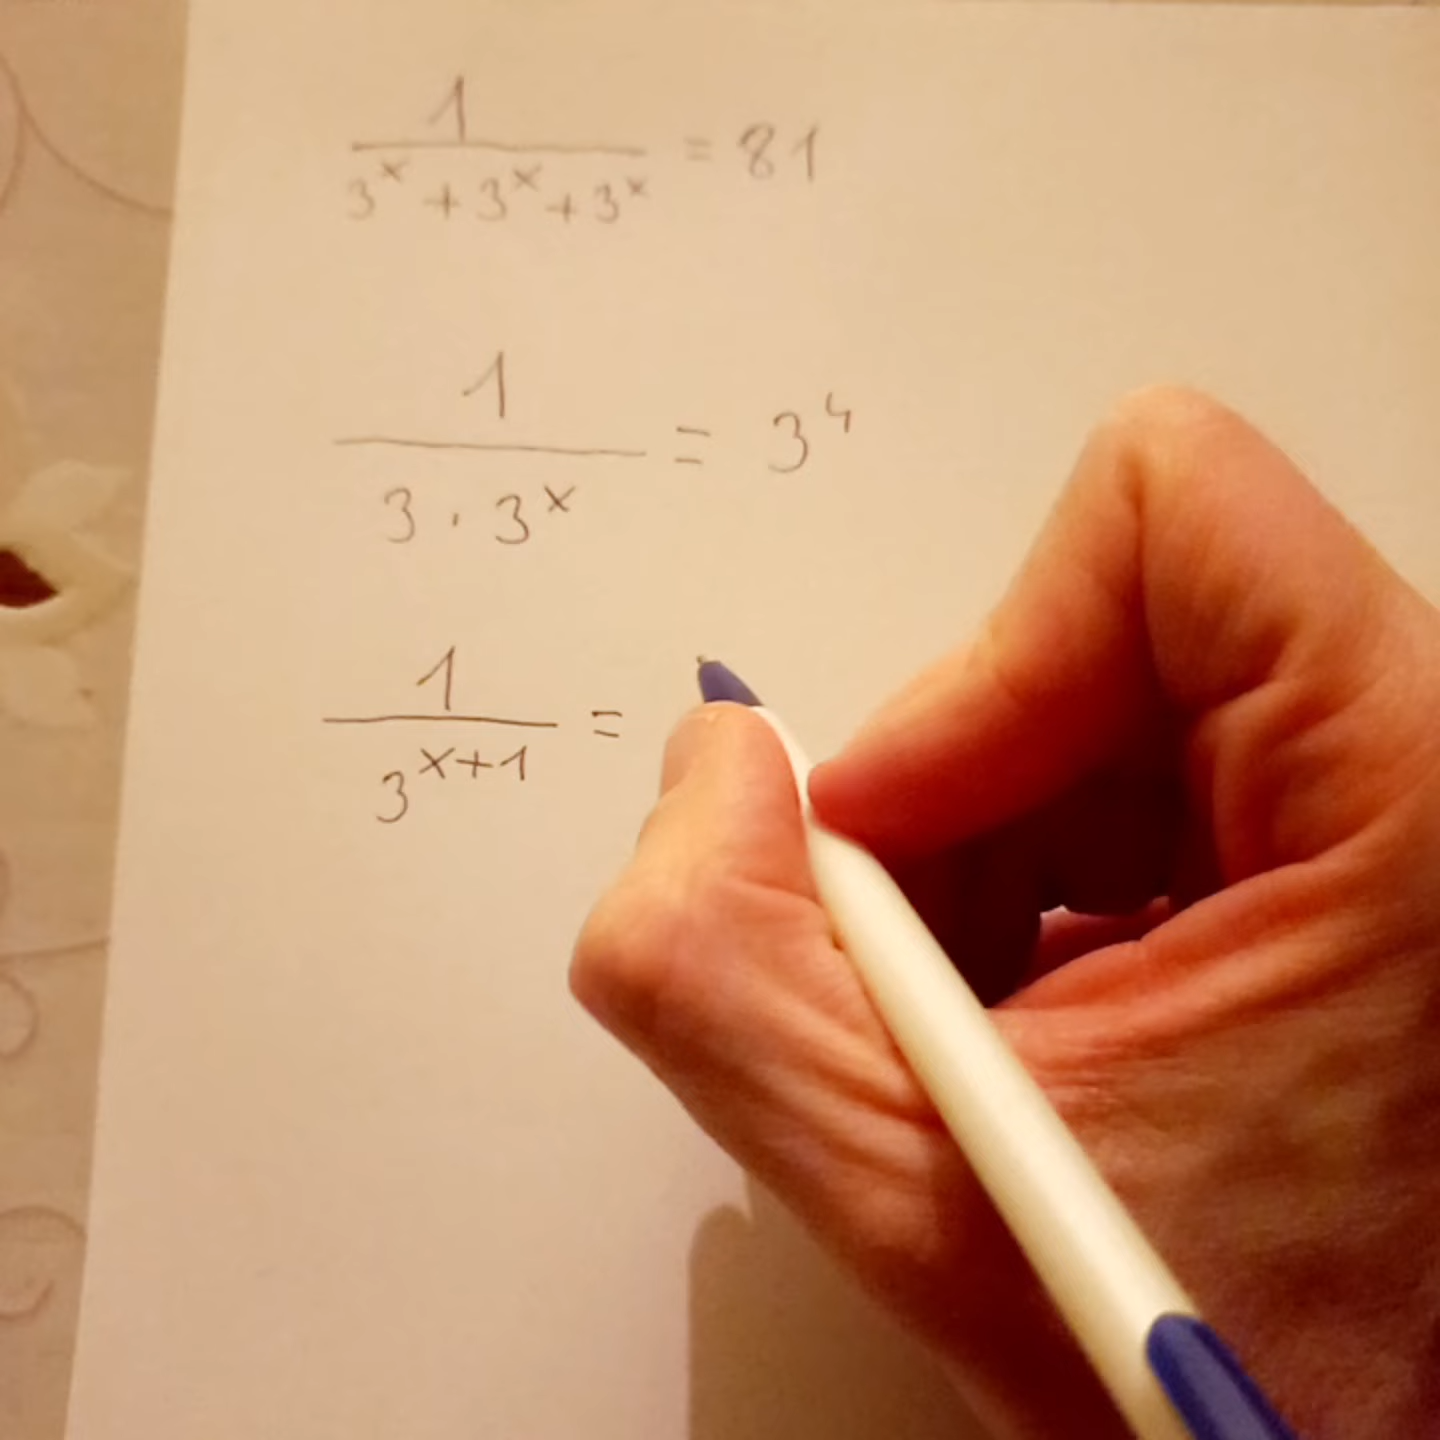 1/(3^x + 3^x + 3^x) = 81
1/(3 · 3^x) = 3^4
1/3^(x+1) =